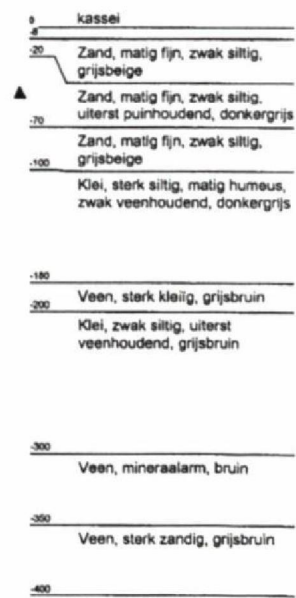 0 kassei
-8
-20 Zand, matig fijn, zwak siltig,
grijsbeige
Zand, matig fijn, zwak siltig,
uiterst puinhoudend, donkergrijs
-70
Zand, matig fijn, zwak siltig,
grijsbeige
-100
Klei, sterk siltig, matig humeus,
zwak veenhoudend, donkergrijs
-180
Veen, sterk kleiïg, grijsbruin
-200
Klei, zwak siltig, uiterst
veenhoudend, grijsbruin
-300
Veen, mineraalarm, bruin
-350
Veen, sterk zandig, grijsbruin
-400